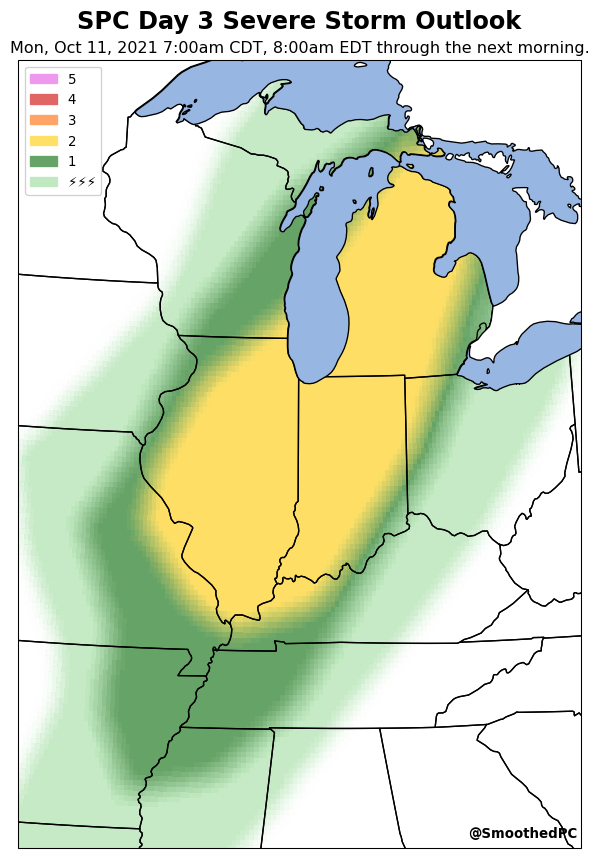 SPC Day 3 Severe Storm Outlook
Mon, Oct 11, 2021 7:00am CDT, 8:00am EDT through the next morning.
5
4
3
2
1
⚡⚡⚡
@SmoothedPC